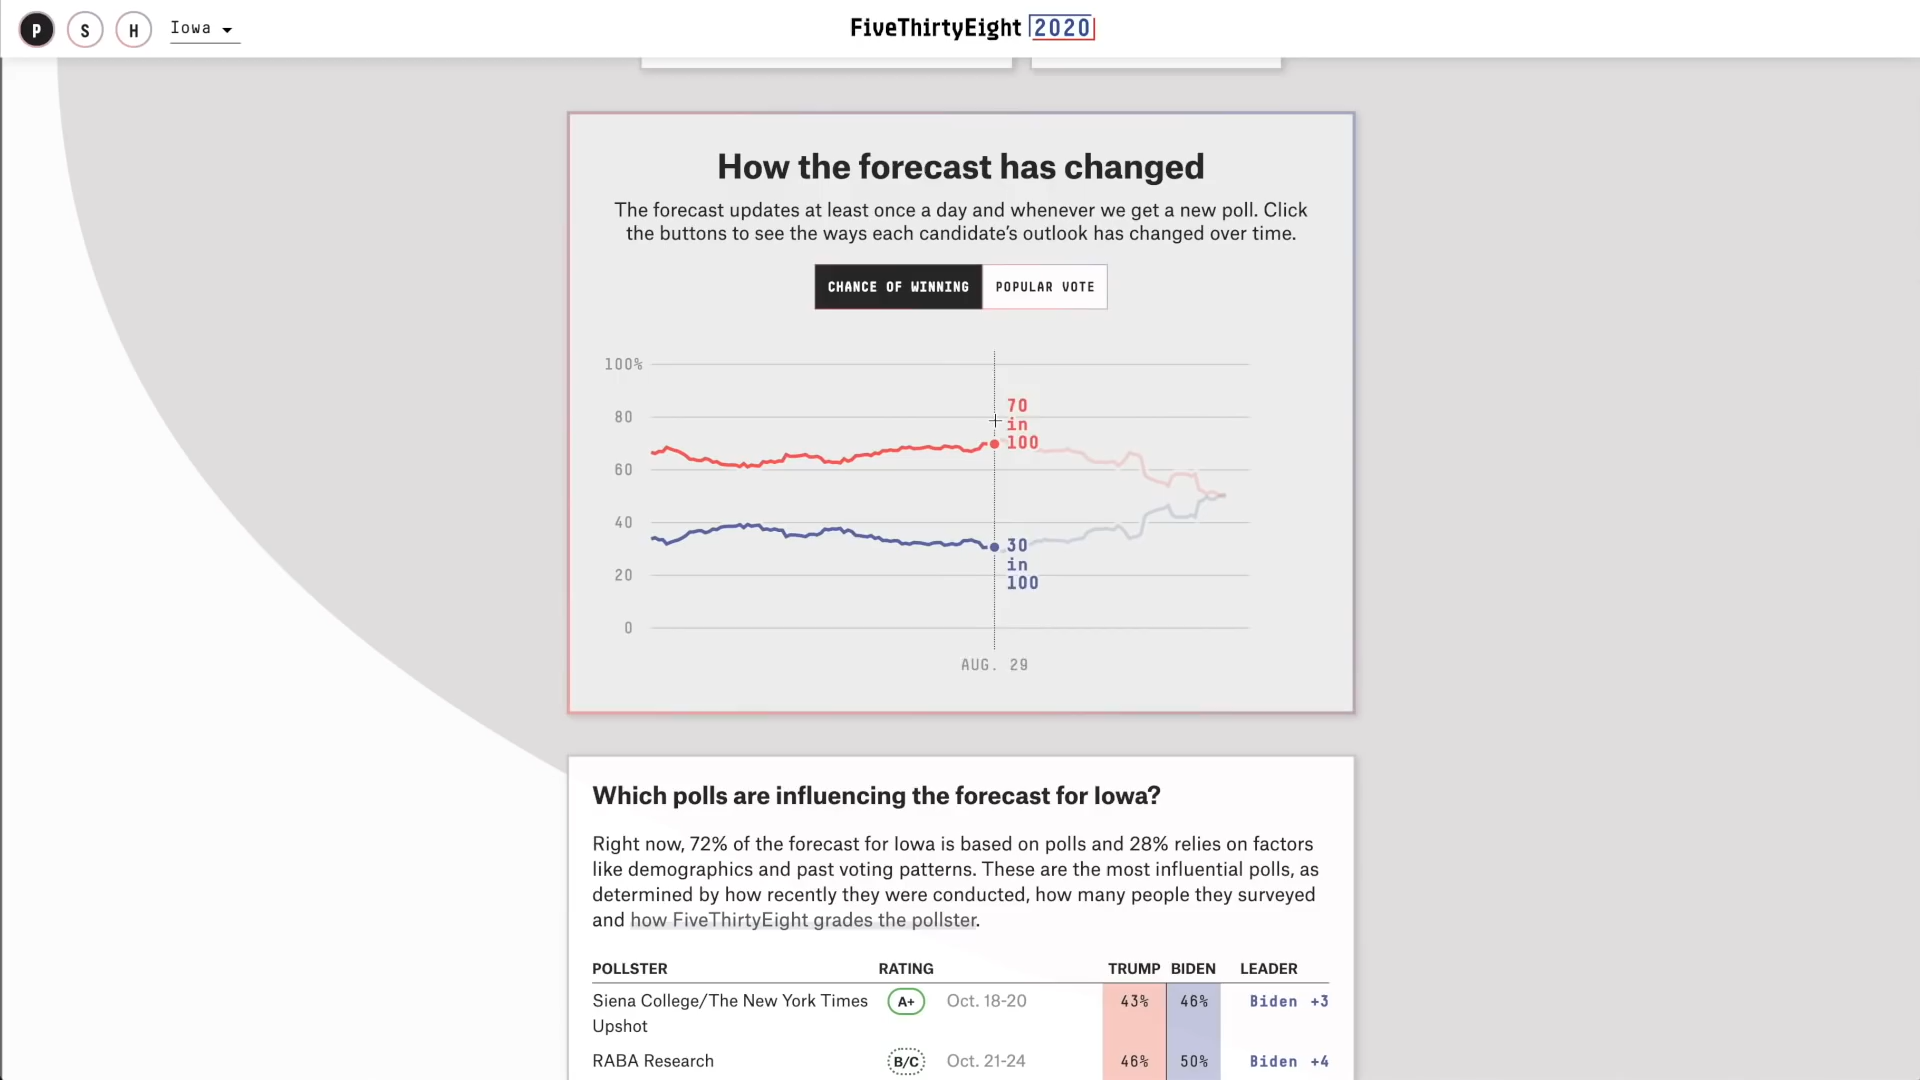 P S H Iowa
FiveThirtyEight 2020
How the forecast has changed
The forecast updates at least once a day and whenever we get a new poll. Click
the buttons to see the ways each candidate's outlook has changed over time.
CHANCE OF WINNING POPULAR VOTE
100%
80
60
40
20
0
70
in
100
30
in
100
AUG. 29
Which polls are influencing the forecast for Iowa?
Right now, 72% of the forecast for Iowa is based on polls and 28% relies on factors
like demographics and past voting patterns. These are the most influential polls, as
determined by how recently they were conducted, how many people they surveyed
and how FiveThirtyEight grades the pollster.
POLLSTER RATING TRUMP BIDEN LEADER
Siena College/The New York Times A+ Oct. 18-20 43% 46% Biden +3
Upshot
RABA Research B/C Oct. 21-24 46% 50% Biden +4